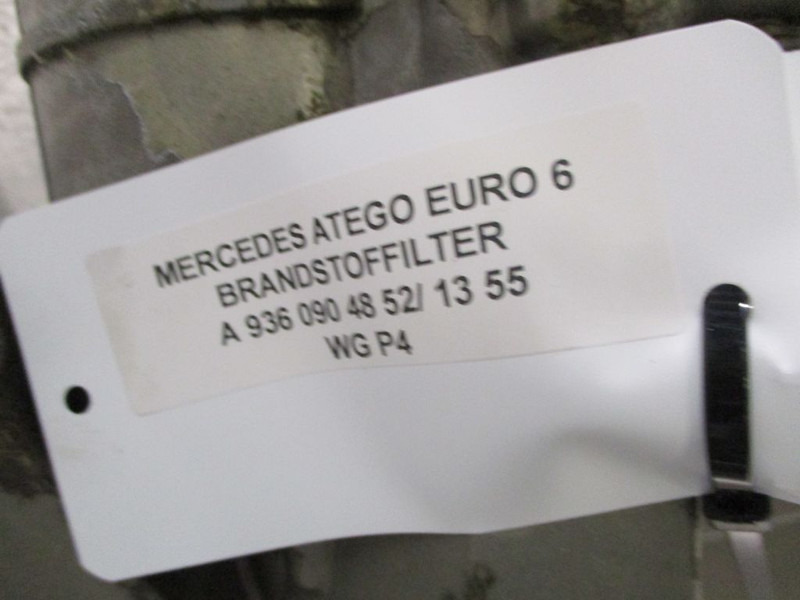 MERCEDES ATEGO EURO 6
BRANDSTOFFILTER
A 936 090 48 52/ 13 55
WG P4